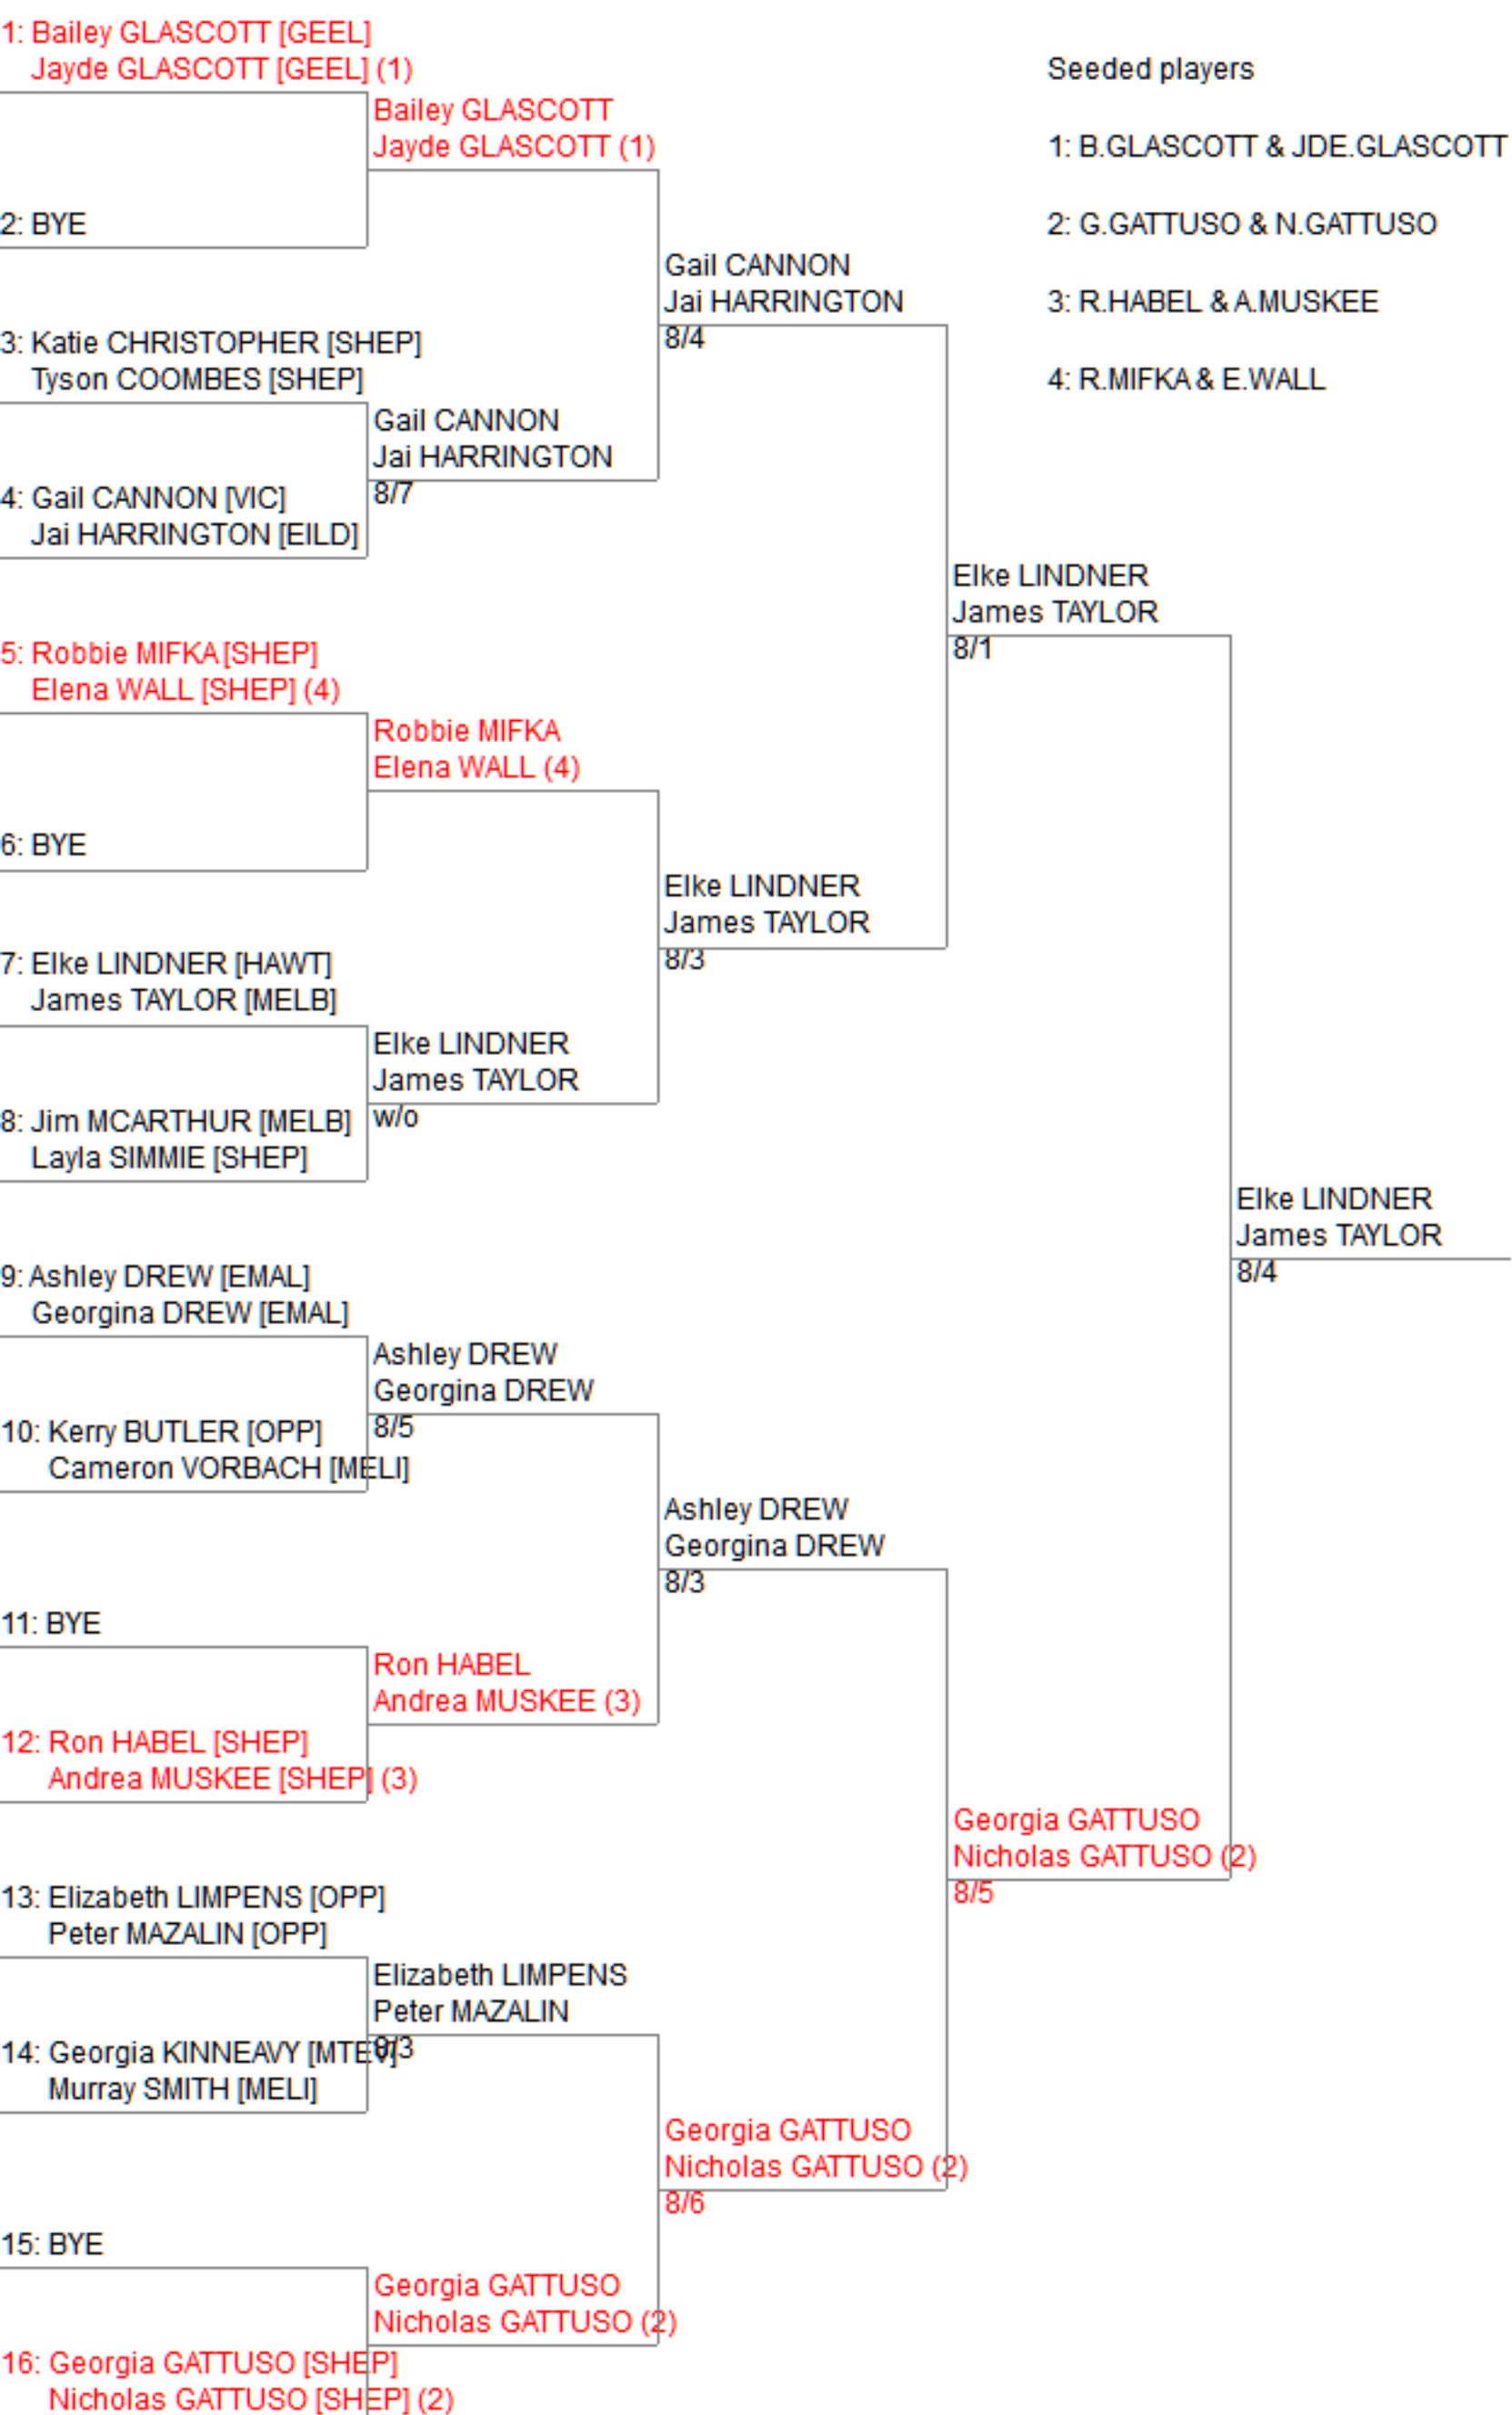 1: Bailey GLASCOTT [GEEL]
Jayde GLASCOTT [GEEL] (1)
Bailey GLASCOTT
Jayde GLASCOTT (1)
2: BYE
Gail CANNON
Jai HARRINGTON
8/4
3: Katie CHRISTOPHER [SHEP]
Tyson COOMBES [SHEP]
Gail CANNON
Jai HARRINGTON
8/7
4: Gail CANNON [VIC]
Jai HARRINGTON [EILD]
Elke LINDNER
James TAYLOR
8/1
5: Robbie MIFKA [SHEP]
Elena WALL [SHEP] (4)
Robbie MIFKA
Elena WALL (4)
6: BYE
Elke LINDNER
James TAYLOR
8/3
7: Elke LINDNER [HAWT]
James TAYLOR [MELB]
Elke LINDNER
James TAYLOR
w/o
8: Jim MCARTHUR [MELB]
Layla SIMMIE [SHEP]
Elke LINDNER
James TAYLOR
8/4
9: Ashley DREW [EMAL]
Georgina DREW [EMAL]
Ashley DREW
Georgina DREW
8/5
10: Kerry BUTLER [OPP]
Cameron VORBACH [MELI]
Ashley DREW
Georgina DREW
8/3
11: BYE
Ron HABEL
Andrea MUSKEE (3)
12: Ron HABEL [SHEP]
Andrea MUSKEE [SHEP] (3)
Georgia GATTUSO
Nicholas GATTUSO (2)
8/5
13: Elizabeth LIMPENS [OPP]
Peter MAZALIN [OPP]
Elizabeth LIMPENS
Peter MAZALIN
8/3
14: Georgia KINNEAVY [MTEV]
Murray SMITH [MELI]
Georgia GATTUSO
Nicholas GATTUSO (2)
8/6
15: BYE
Georgia GATTUSO
Nicholas GATTUSO (2)
16: Georgia GATTUSO [SHEP]
Nicholas GATTUSO [SHEP] (2)
Seeded players
1: B.GLASCOTT & JDE.GLASCOTT
2: G.GATTUSO & N.GATTUSO
3: R.HABEL & A.MUSKEE
4: R.MIFKA & E.WALL